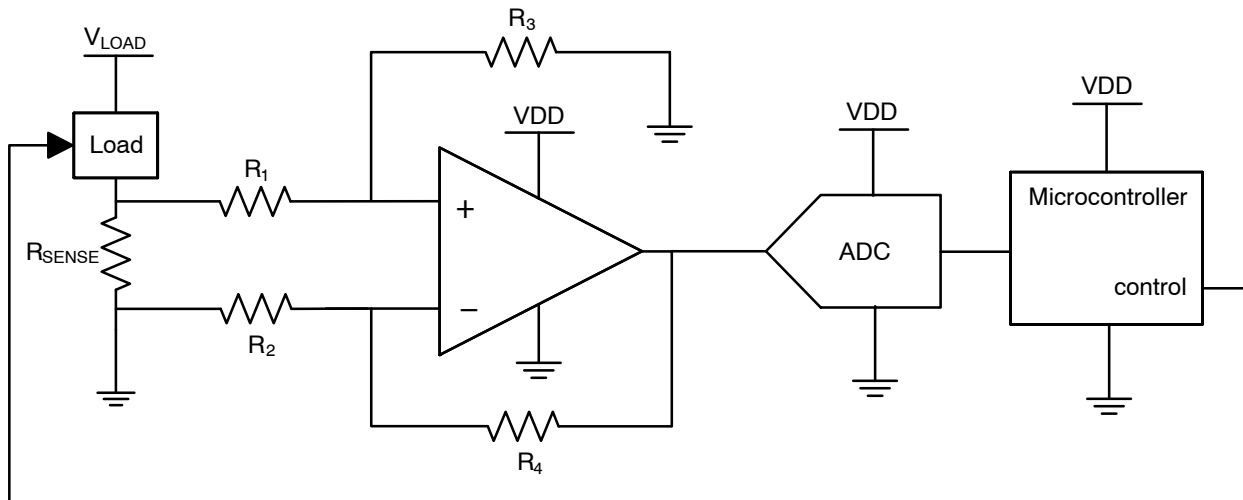 R3
VLOAD
VDD
VDD
VDD
Load
R1
+
Microcontroller
RSENSE
ADC
control
−
R2
R4